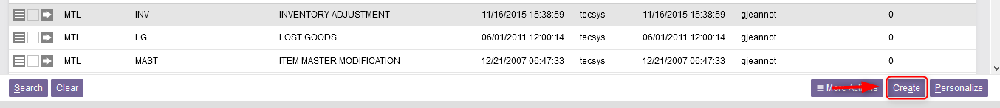 MTL INV INVENTORY ADJUSTMENT 11/16/2015 15:38:59 tecsys 11/16/2015 15:38:59 gjeannot 0
MTL LG LOST GOODS 06/01/2011 12:00:14 tecsys 06/01/2011 12:00:14 gjeannot 0
MTL MAST ITEM MASTER MODIFICATION 12/21/2007 06:47:33 tecsys 12/21/2007 06:47:33 gjeannot 0
Search Clear More Actions Create Personalize